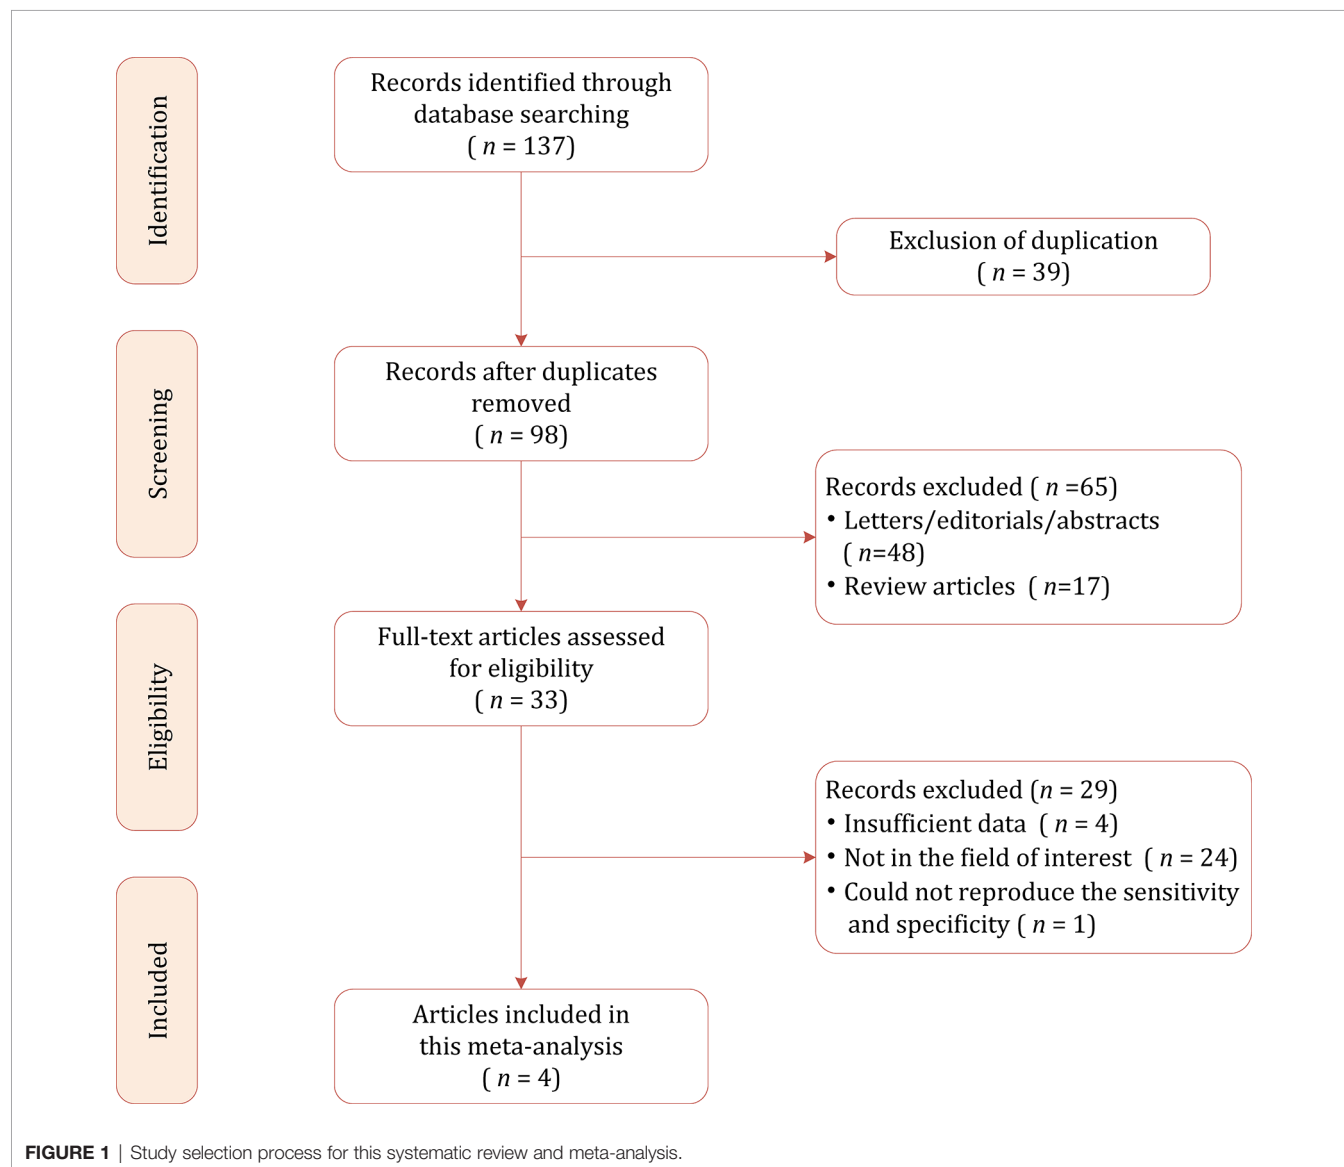 Identification
Records identified through
database searching
( n = 137)
Exclusion of duplication
( n = 39)
Screening
Records after duplicates
removed
( n = 98)
Records excluded ( n =65)
• Letters/editorials/abstracts
( n=48)
• Review articles ( n=17)
Eligibility
Full-text articles assessed
for eligibility
( n = 33)
Records excluded (n = 29)
• Insufficient data ( n = 4)
• Not in the field of interest ( n = 24)
• Could not reproduce the sensitivity
and specificity ( n = 1)
Included
Articles included in
this meta-analysis
( n = 4)
FIGURE 1 | Study selection process for this systematic review and meta-analysis.